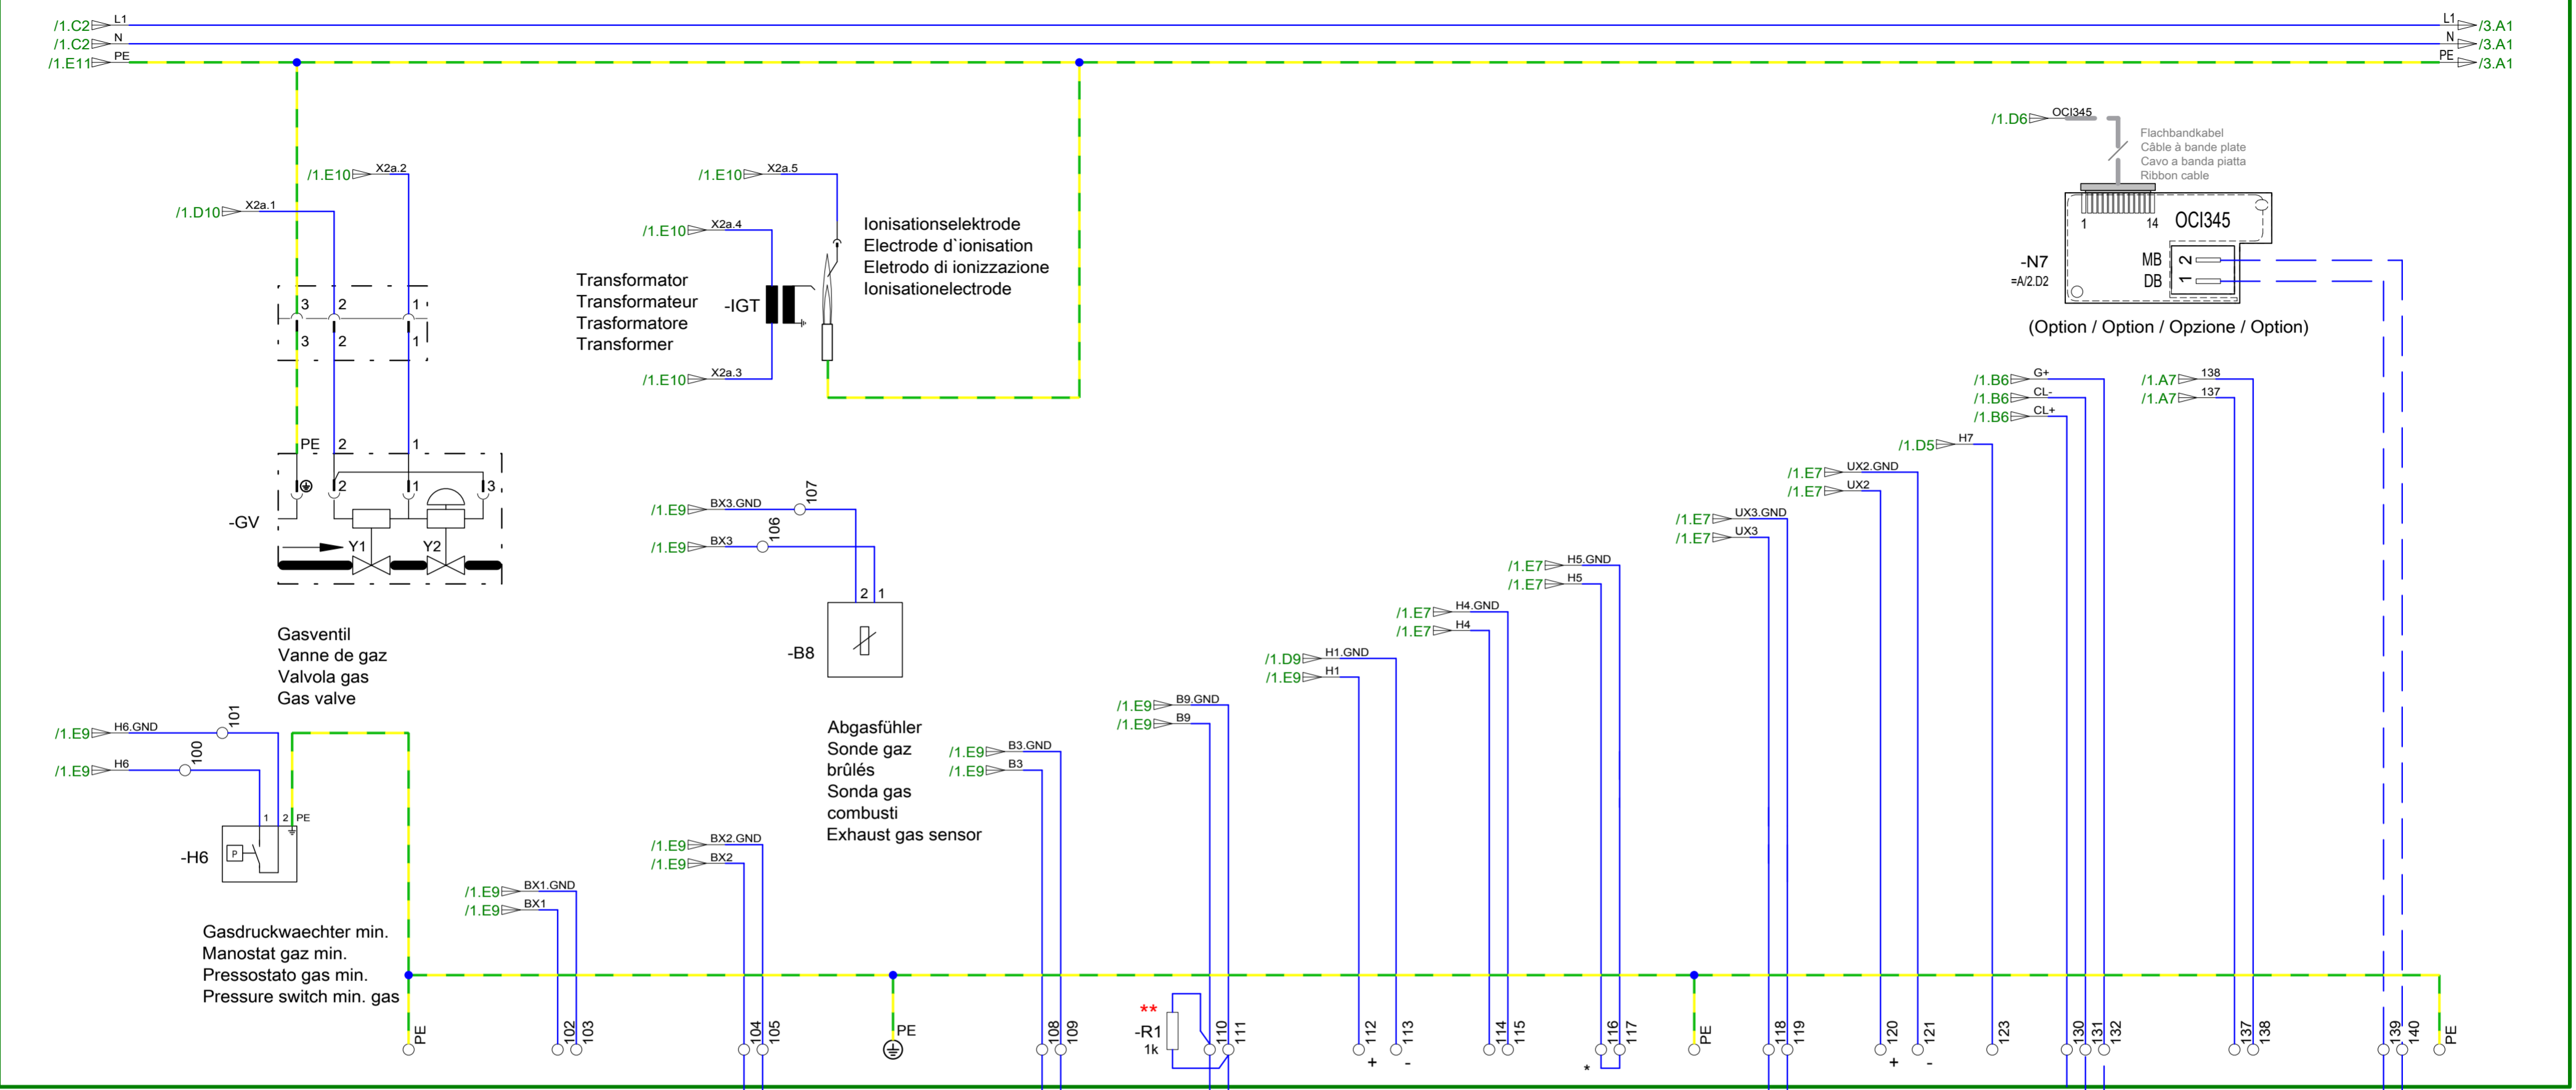 /1.C2 L1 L1 /3.A1
/1.C2 N N /3.A1
/1.E11 PE PE /3.A1
/1.D6 OCI345
Flachbandkabel
Câble à bande plate
Cavo a banda piatta
Ribbon cable
1 14 OCI345
-N7
=A/2.D2
MB 2
DB 1
(Option / Option / Opzione / Option)
/1.E10 X2a.2
/1.D10 X2a.1
3 2 1
3 2 1
PE 2 1
2 1 3
-GV
Y1 Y2
Gasventil
Vanne de gaz
Valvola gas
Gas valve
/1.E10 X2a.5
/1.E10 X2a.4
/1.E10 X2a.3
Transformator
Transformateur
Trasformatore
Transformer
-IGT
Ionisationselektrode
Electrode d`ionisation
Eletrodo di ionizzazione
Ionisationelectrode
/1.E9 BX3.GND 107
/1.E9 BX3 106
2 1
-B8
Abgasfühler
Sonde gaz
brûlés
Sonda gas
combusti
Exhaust gas sensor
/1.E9 H6.GND 101
/1.E9 H6 100
1 2 PE
-H6
P
Gasdruckwaechter min.
Manostat gaz min.
Pressostato gas min.
Pressure switch min. gas
/1.E9 BX1.GND
/1.E9 BX1
/1.E9 BX2.GND
/1.E9 BX2
/1.E9 B3.GND
/1.E9 B3
/1.E9 B9.GND
/1.E9 B9
/1.D9 H1.GND
/1.E9 H1
/1.E7 H4.GND
/1.E7 H4
/1.E7 H5.GND
/1.E7 H5
/1.E7 UX3.GND
/1.E7 UX3
/1.E7 UX2.GND
/1.E7 UX2
/1.D5 H7
/1.B6 G+
/1.B6 CL-
/1.B6 CL+
/1.A7 138
/1.A7 137
**
-R1
1k
PE 102 103 104 105 PE 108 109 110 111 112 113 114 115 116 117 PE 118 119 120 121 123 130 131 132 137 138 139 140 PE
+ - * + -